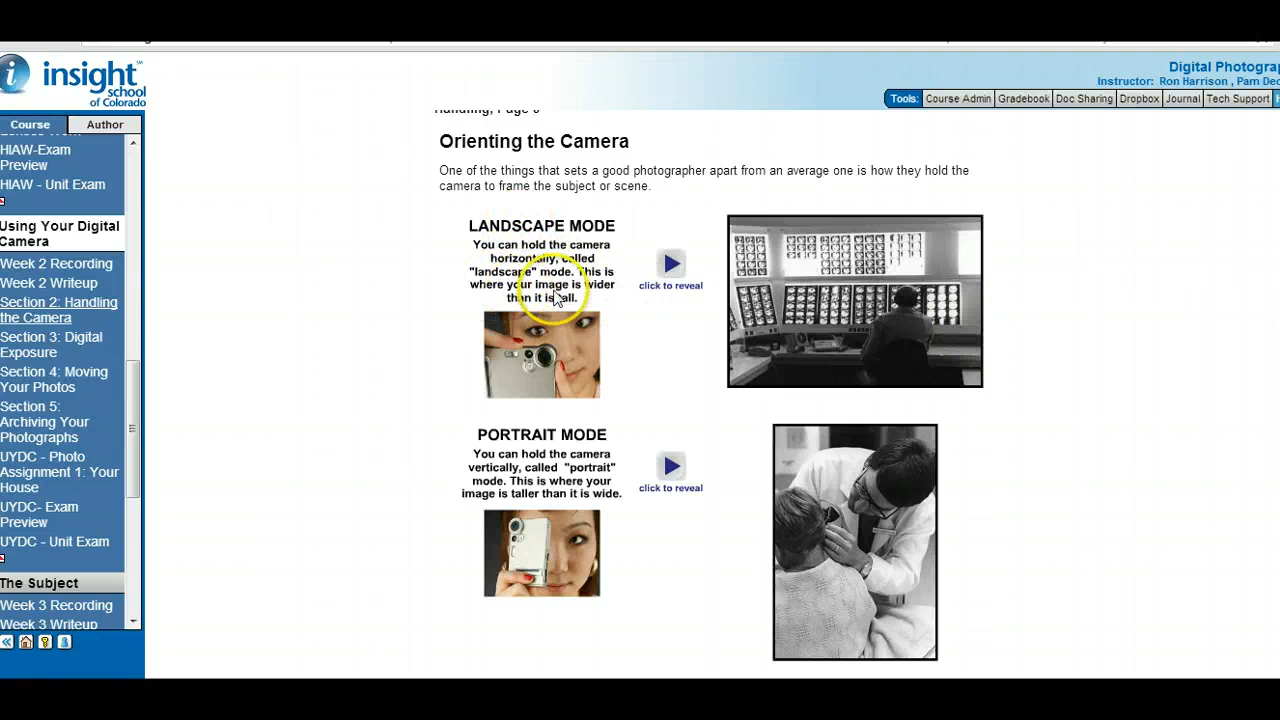 insight
school
of Colorado
Digital
Instructor: Ron Harrison , Pam
Tools: Course Admin Gradebook Doc Sharing Dropbox Journal Tech Support
Course Author
HIAW-Exam
Preview
HIAW - Unit Exam
Using Your Digital
Camera
Week 2 Recording
Week 2 Writeup
Section 2: Handling
the Camera
Section 3: Digital
Exposure
Section 4: Moving
Your Photos
Section 5:
Archiving Your
Photographs
UYDC - Photo
Assignment 1: Your
House
UYDC- Exam
Preview
UYDC - Unit Exam
The Subject
Week 3 Recording
Week 3 Writeup
Handling, Page
Orienting the Camera
One of the things that sets a good photographer apart from an average one is how they hold the
camera to frame the subject or scene.
LANDSCAPE MODE
You can hold the camera
horizontally, called
"landscape" mode. This is
where your image is wider
than it is tall.
click to reveal
PORTRAIT MODE
You can hold the camera
vertically, called "portrait"
mode. This is where your
image is taller than it is wide.
click to reveal